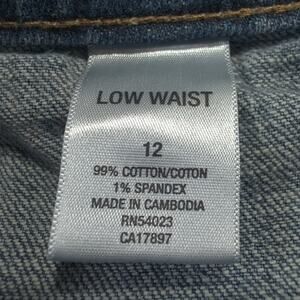 LOW WAIST
12
99% COTTON/COTON
1% SPANDEX
MADE IN CAMBODIA
RN54023
CA17897